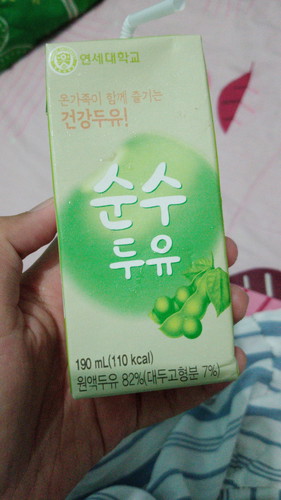 연세대학교
온가족이 함께 즐기는
건강두유!
순수
두유
190 mL(110 kcal)
원액두유 82%(대두고형분 7%)